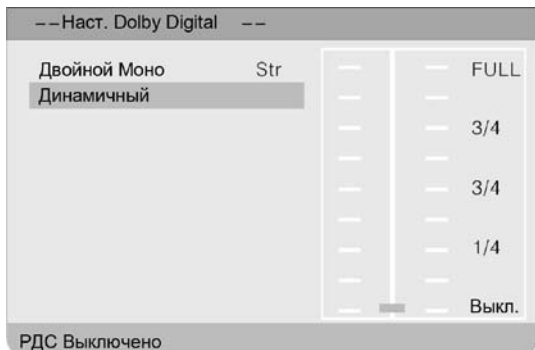 --Наст. Dolby Digital --
Двойной Моно Str
Динамичный
FULL
3/4
3/4
1/4
Выкл.
РДС Выключено